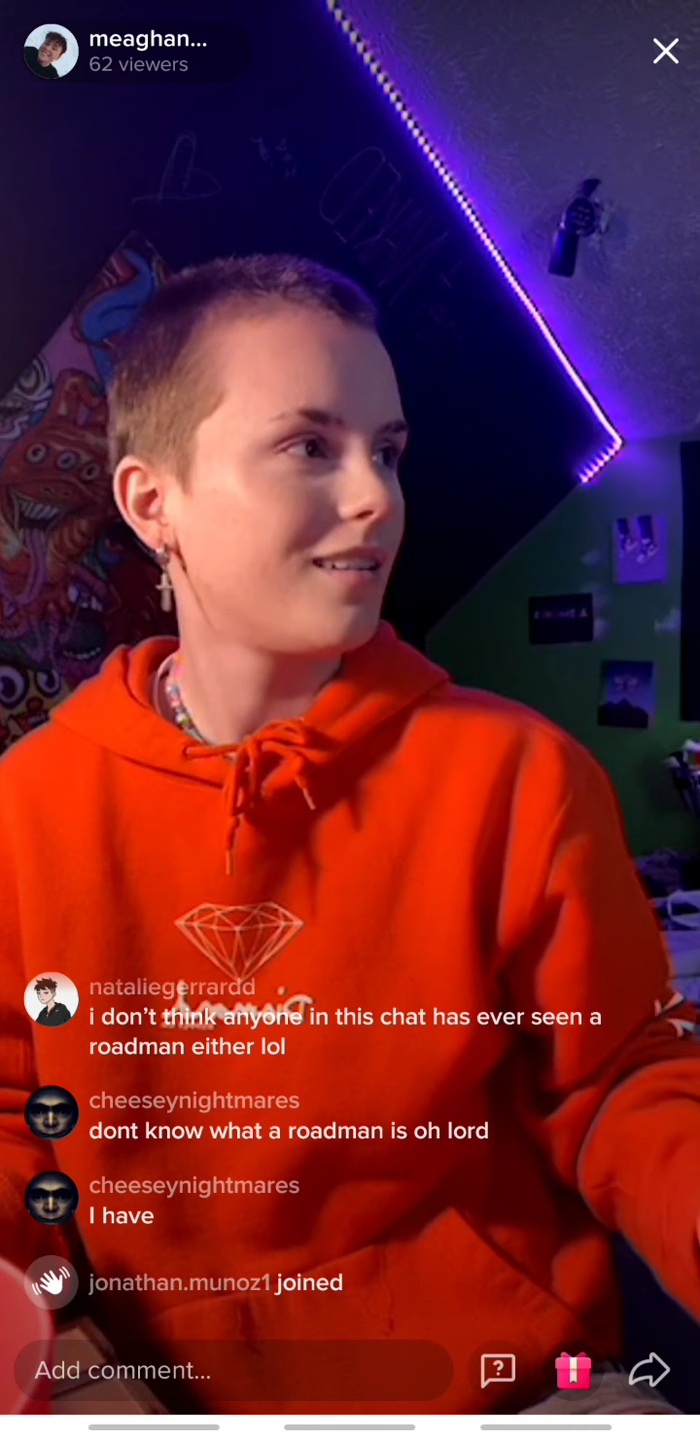 meaghan...
62 viewers
nataliegerrardd
i don't think anyone in this chat has ever seen a
roadman either lol
cheeseynightmares
dont know what a roadman is oh lord
cheeseynightmares
I have
jonathan.munoz1 joined
Add comment...